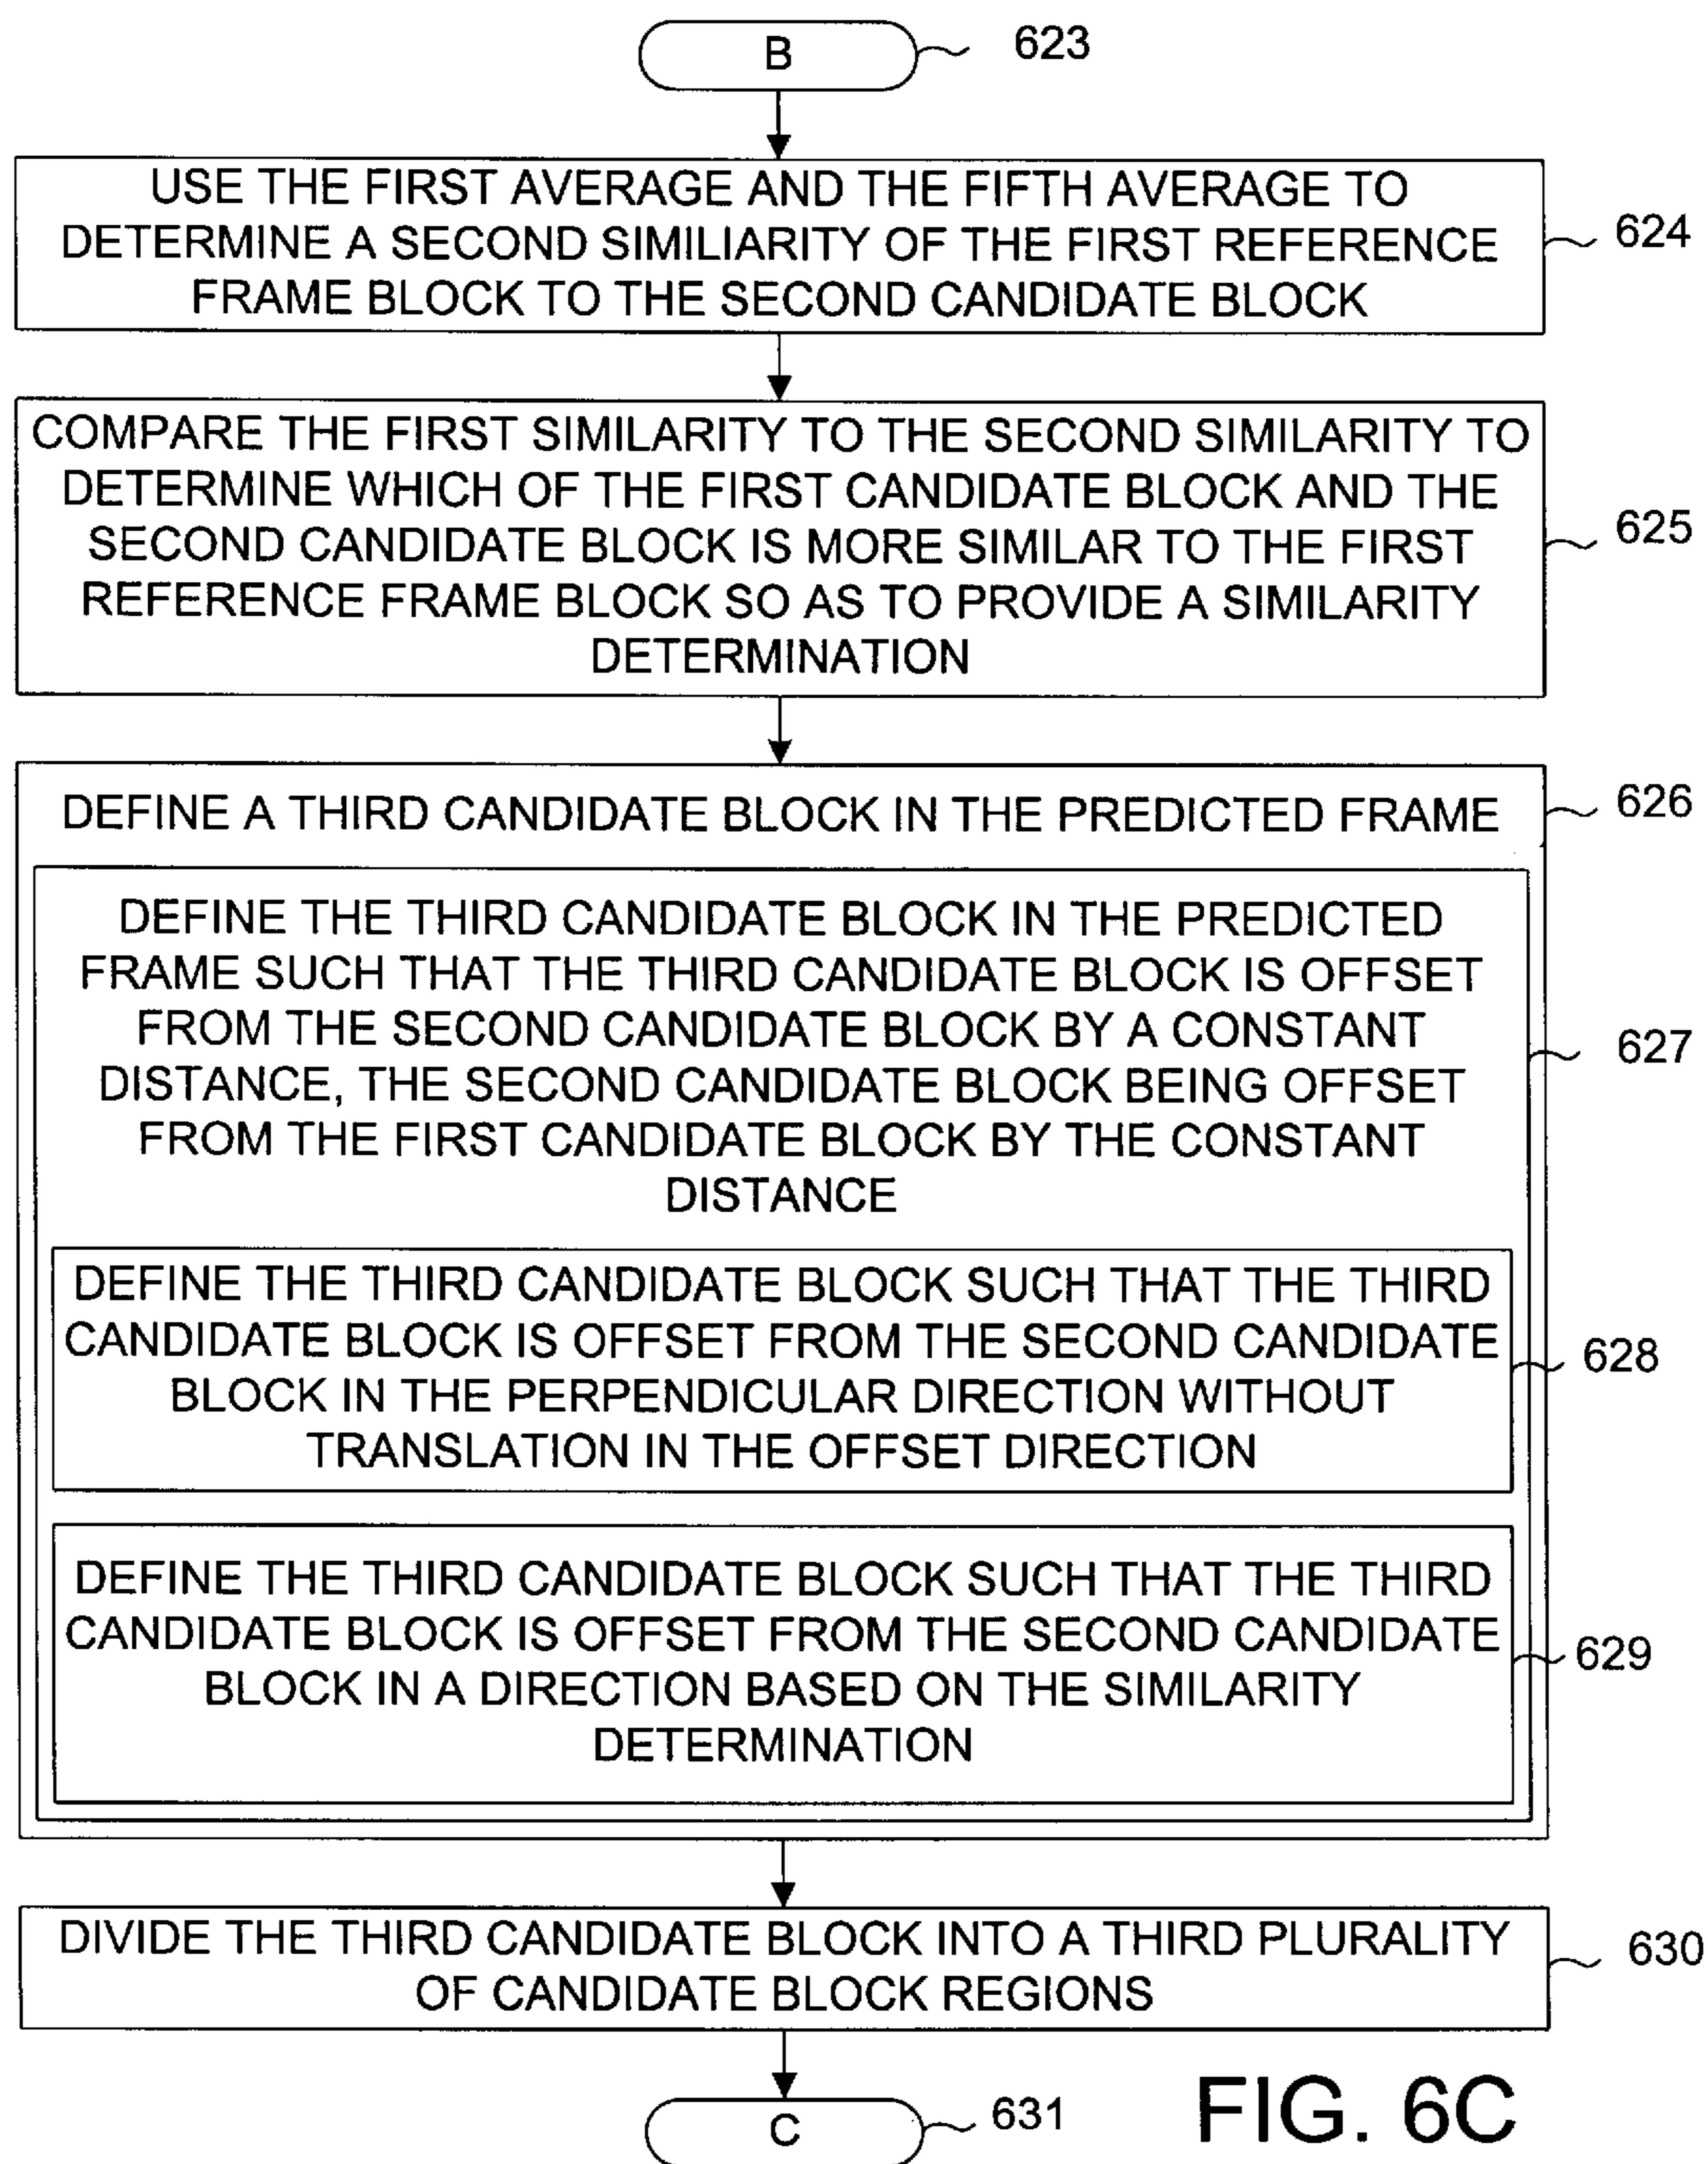 B
623
USE THE FIRST AVERAGE AND THE FIFTH AVERAGE TO
DETERMINE A SECOND SIMILIARITY OF THE FIRST REFERENCE
FRAME BLOCK TO THE SECOND CANDIDATE BLOCK
624
COMPARE THE FIRST SIMILARITY TO THE SECOND SIMILARITY TO
DETERMINE WHICH OF THE FIRST CANDIDATE BLOCK AND THE
SECOND CANDIDATE BLOCK IS MORE SIMILAR TO THE FIRST
REFERENCE FRAME BLOCK SO AS TO PROVIDE A SIMILARITY
DETERMINATION
625
DEFINE A THIRD CANDIDATE BLOCK IN THE PREDICTED FRAME
626
DEFINE THE THIRD CANDIDATE BLOCK IN THE PREDICTED
FRAME SUCH THAT THE THIRD CANDIDATE BLOCK IS OFFSET
FROM THE SECOND CANDIDATE BLOCK BY A CONSTANT
DISTANCE, THE SECOND CANDIDATE BLOCK BEING OFFSET
FROM THE FIRST CANDIDATE BLOCK BY THE CONSTANT
DISTANCE
627
DEFINE THE THIRD CANDIDATE BLOCK SUCH THAT THE THIRD
CANDIDATE BLOCK IS OFFSET FROM THE SECOND CANDIDATE
BLOCK IN THE PERPENDICULAR DIRECTION WITHOUT
TRANSLATION IN THE OFFSET DIRECTION
628
DEFINE THE THIRD CANDIDATE BLOCK SUCH THAT THE THIRD
CANDIDATE BLOCK IS OFFSET FROM THE SECOND CANDIDATE
BLOCK IN A DIRECTION BASED ON THE SIMILARITY
DETERMINATION
629
DIVIDE THE THIRD CANDIDATE BLOCK INTO A THIRD PLURALITY
OF CANDIDATE BLOCK REGIONS
630
C
631
FIG. 6C